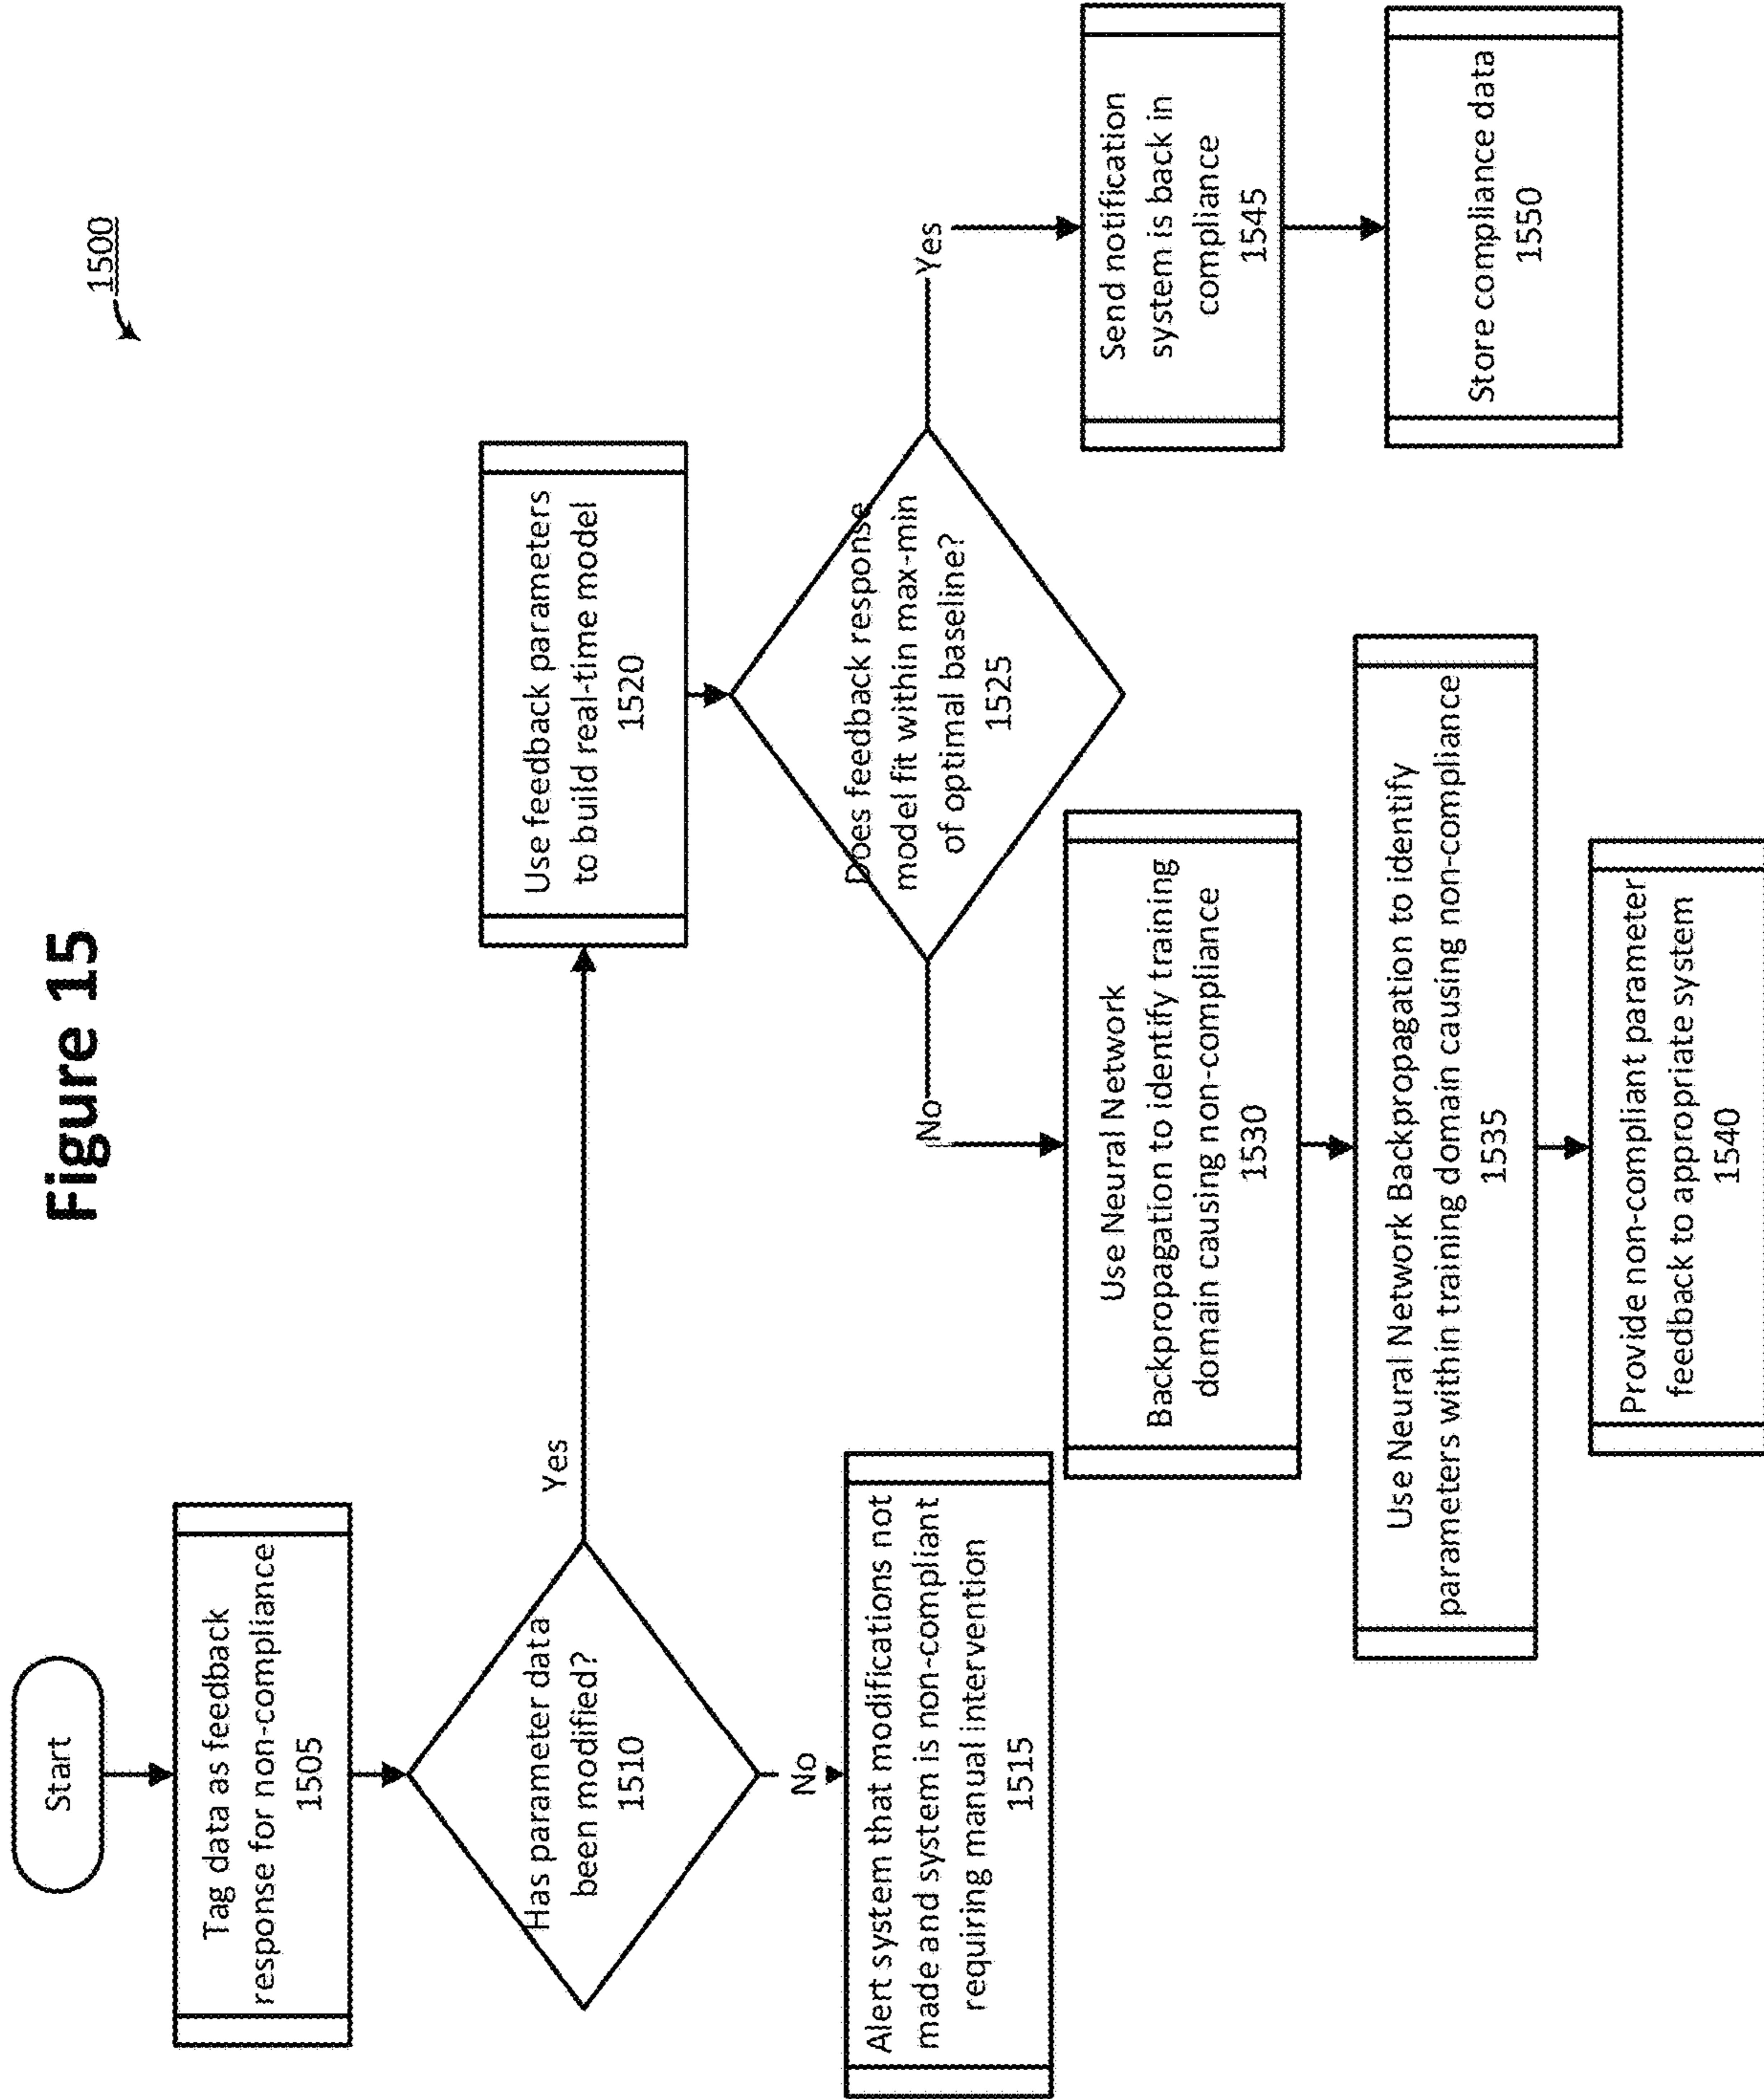 Figure 15
1500
Start
Tag data as feedback
response for non-compliance
1505
Has parameter data
been modified?
1510
Yes
No
Alert system that modifications not
made and system is non-compliant
requiring manual intervention
1515
Use feedback parameters
to build real-time model
1520
Does feedback response
model fit within max-min
of optimal baseline?
1525
No
Yes
Use Neural Network
Backpropagation to identify training
domain causing non-compliance
1530
Use Neural Network Backpropagation to identify
parameters within training domain causing non-compliance
1535
Provide non-compliant parameter
feedback to appropriate system
1540
Send notification
system is back in
compliance
1545
Store compliance data
1550